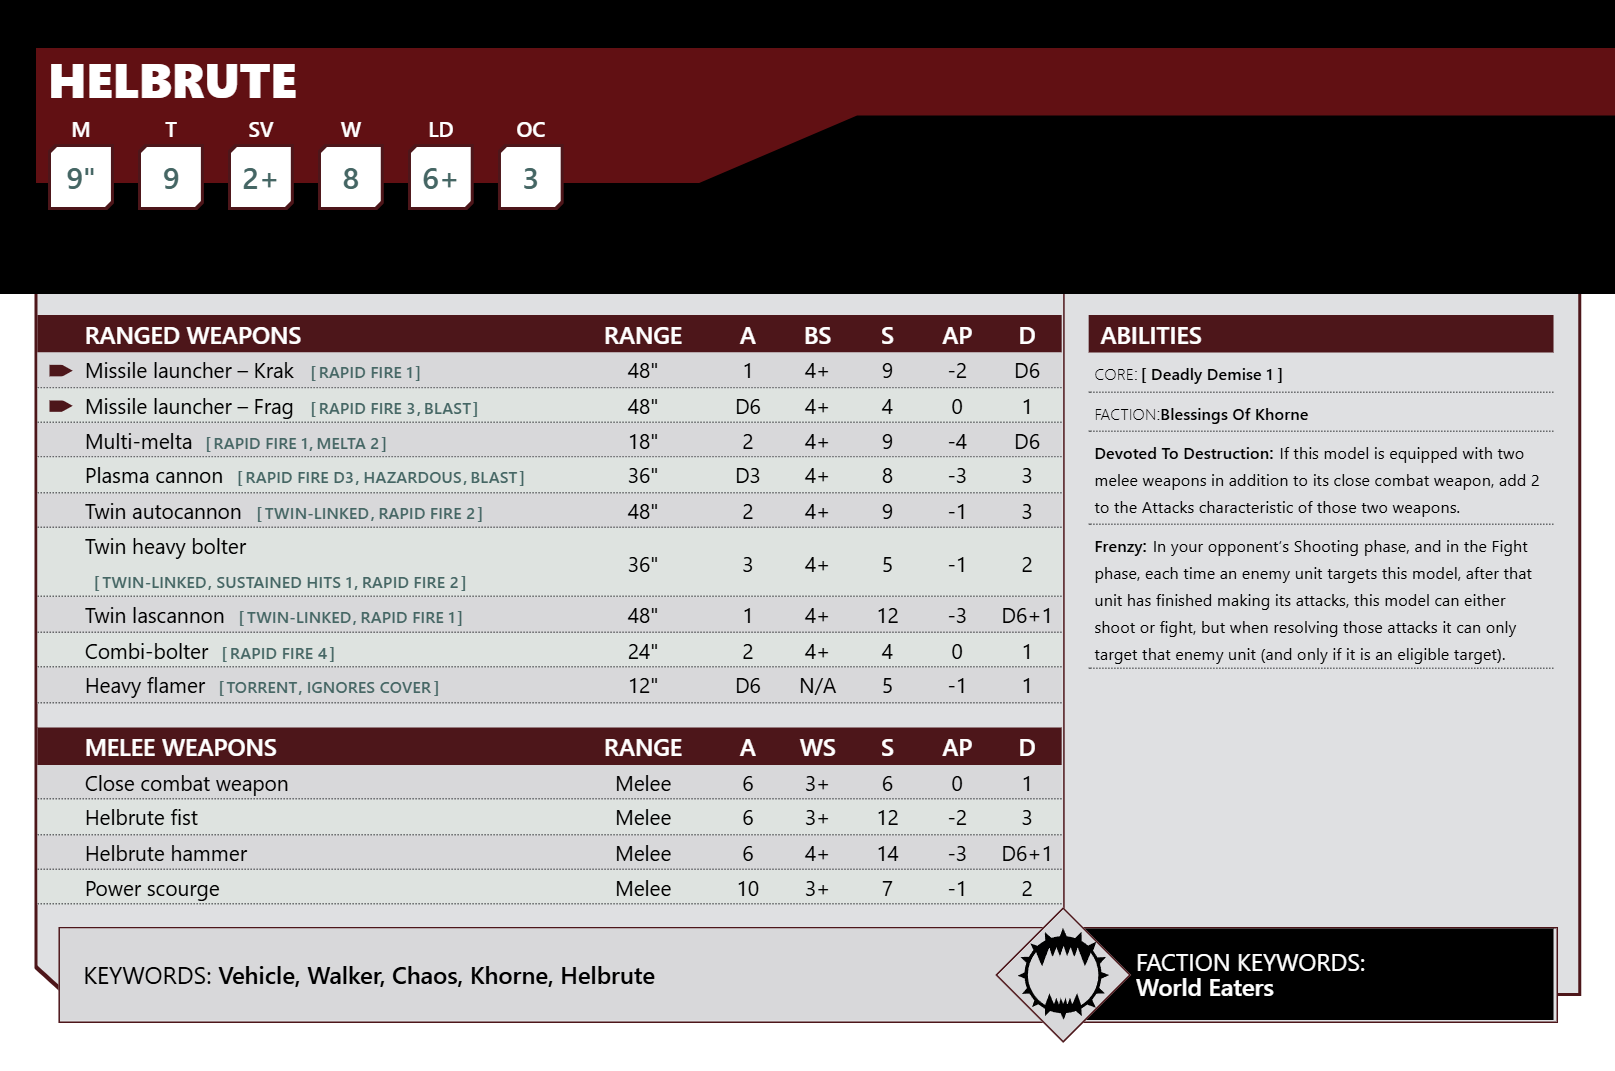 HELBRUTE
M T SV W LD OC
9" 9 2+ 8 6+ 3
RANGED WEAPONS RANGE A BS S AP D
Missile launcher – Krak [RAPID FIRE 1] 48" 1 4+ 9 -2 D6
Missile launcher – Frag [RAPID FIRE 3, BLAST] 48" D6 4+ 4 0 1
Multi-melta [RAPID FIRE 1, MELTA 2] 18" 2 4+ 9 -4 D6
Plasma cannon [RAPID FIRE D3, HAZARDOUS, BLAST] 36" D3 4+ 8 -3 3
Twin autocannon [TWIN-LINKED, RAPID FIRE 2] 48" 2 4+ 9 -1 3
Twin heavy bolter
[TWIN-LINKED, SUSTAINED HITS 1, RAPID FIRE 2] 36" 3 4+ 5 -1 2
Twin lascannon [TWIN-LINKED, RAPID FIRE 1] 48" 1 4+ 12 -3 D6+1
Combi-bolter [RAPID FIRE 4] 24" 2 4+ 4 0 1
Heavy flamer [TORRENT, IGNORES COVER] 12" D6 N/A 5 -1 1
MELEE WEAPONS RANGE A WS S AP D
Close combat weapon Melee 6 3+ 6 0 1
Helbrute fist Melee 6 3+ 12 -2 3
Helbrute hammer Melee 6 4+ 14 -3 D6+1
Power scourge Melee 10 3+ 7 -1 2
ABILITIES
CORE: [ Deadly Demise 1 ]
FACTION:Blessings Of Khorne
Devoted To Destruction: If this model is equipped with two
melee weapons in addition to its close combat weapon, add 2
to the Attacks characteristic of those two weapons.
Frenzy: In your opponent's Shooting phase, and in the Fight
phase, each time an enemy unit targets this model, after that
unit has finished making its attacks, this model can either
shoot or fight, but when resolving those attacks it can only
target that enemy unit (and only if it is an eligible target).
KEYWORDS: Vehicle, Walker, Chaos, Khorne, Helbrute
FACTION KEYWORDS:
World Eaters